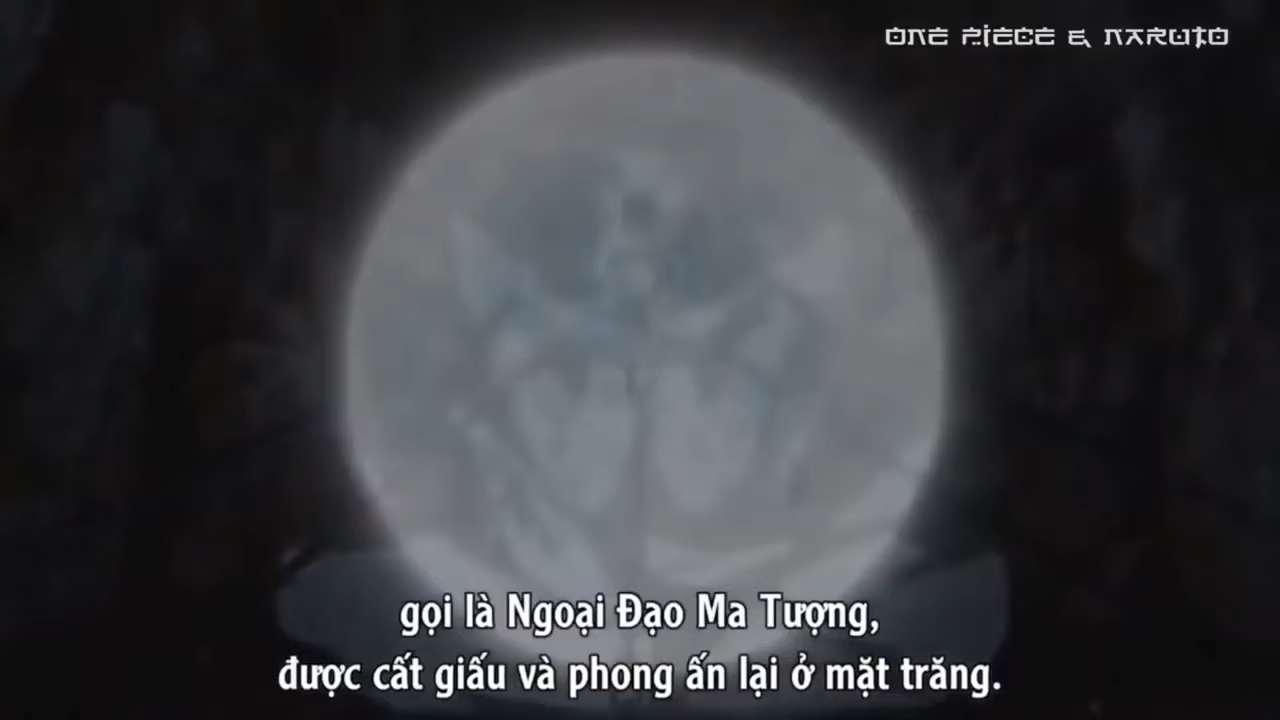 ONE PIECE & NARUTO
gọi là Ngoại Đạo Ma Tượng,
được cất giấu và phong ấn lại ở mặt trăng.